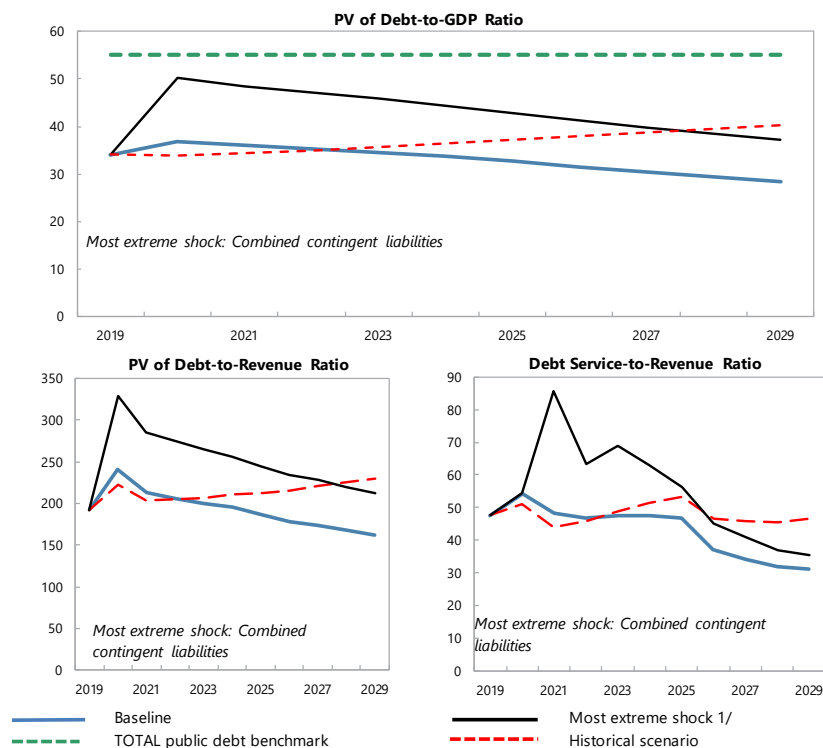 PV of Debt-to-GDP Ratio
60
50
40
30
20
10
0
Most extreme shock: Combined contingent liabilities
2019 2021 2023 2025 2027 2029
PV of Debt-to-Revenue Ratio
350
300
250
200
150
100
50
0
Most extreme shock: Combined
contingent liabilities
2019 2021 2023 2025 2027 2029
Debt Service-to-Revenue Ratio
90
80
70
60
50
40
30
20
10
0
Most extreme shock: Combined contingent
liabilities
2019 2021 2023 2025 2027 2029
Baseline
Most extreme shock 1/
TOTAL public debt benchmark
Historical scenario